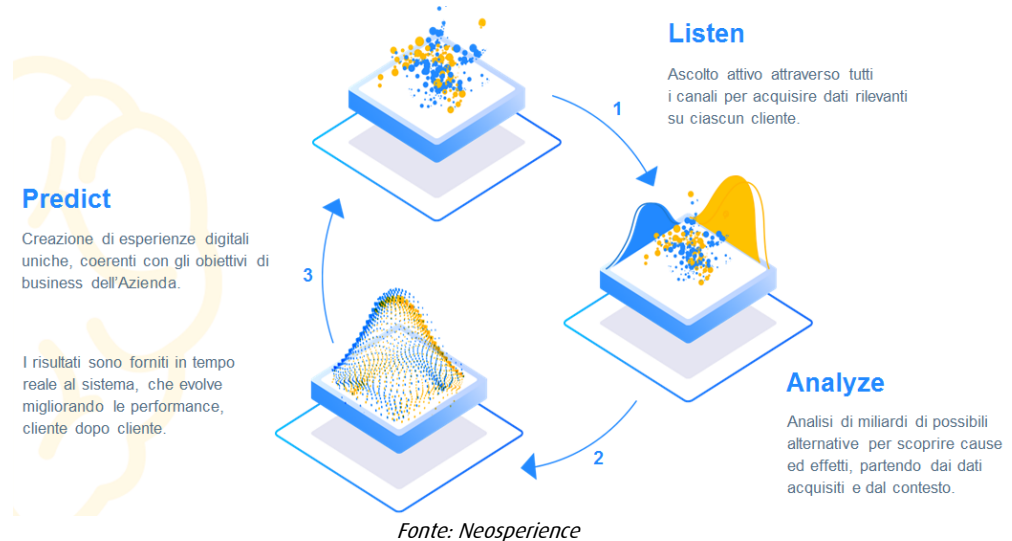 Listen
Ascolto attivo attraverso tutti
i canali per acquisire dati rilevanti
su ciascun cliente.
1
Predict
Creazione di esperienze digitali
uniche, coerenti con gli obiettivi di
business dell'Azienda.
3
I risultati sono forniti in tempo
reale al sistema, che evolve
migliorando le performance,
cliente dopo cliente.
Analyze
Analisi di miliardi di possibili
alternative per scoprire cause
ed effetti, partendo dai dati
acquisiti e dal contesto.
2
Fonte: Neosperience